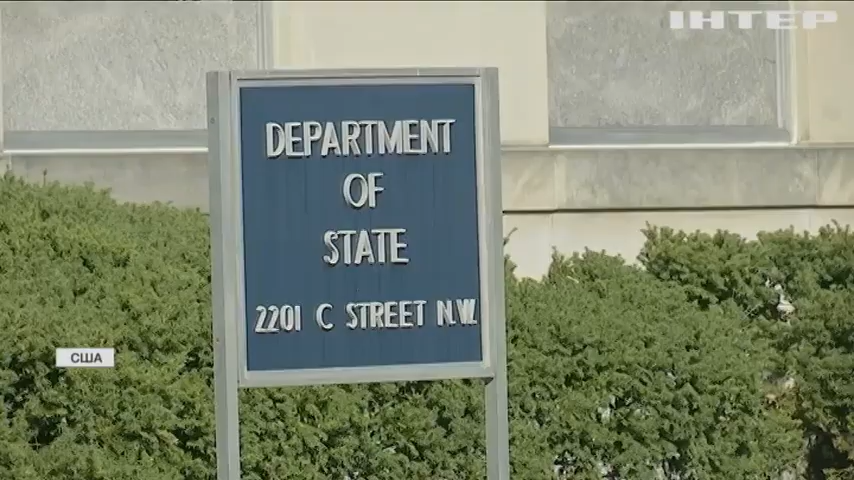 ІНТЕР
DEPARTMENT
OF
STATE
2201 C STREET N.W.
США